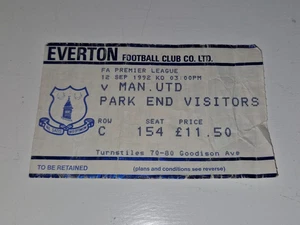 EVERTON FOOTBALL CLUB CO. LTD.
FA PREMIER LEAGUE
12 SEP 1992 KO 03:00PM
v MAN.UTD
PARK END VISITORS
ROW SEAT PRICE
C 154 £11.50
Turnstiles 70-80 Goodison Ave
TO BE RETAINED (plans and conditions see reverse)